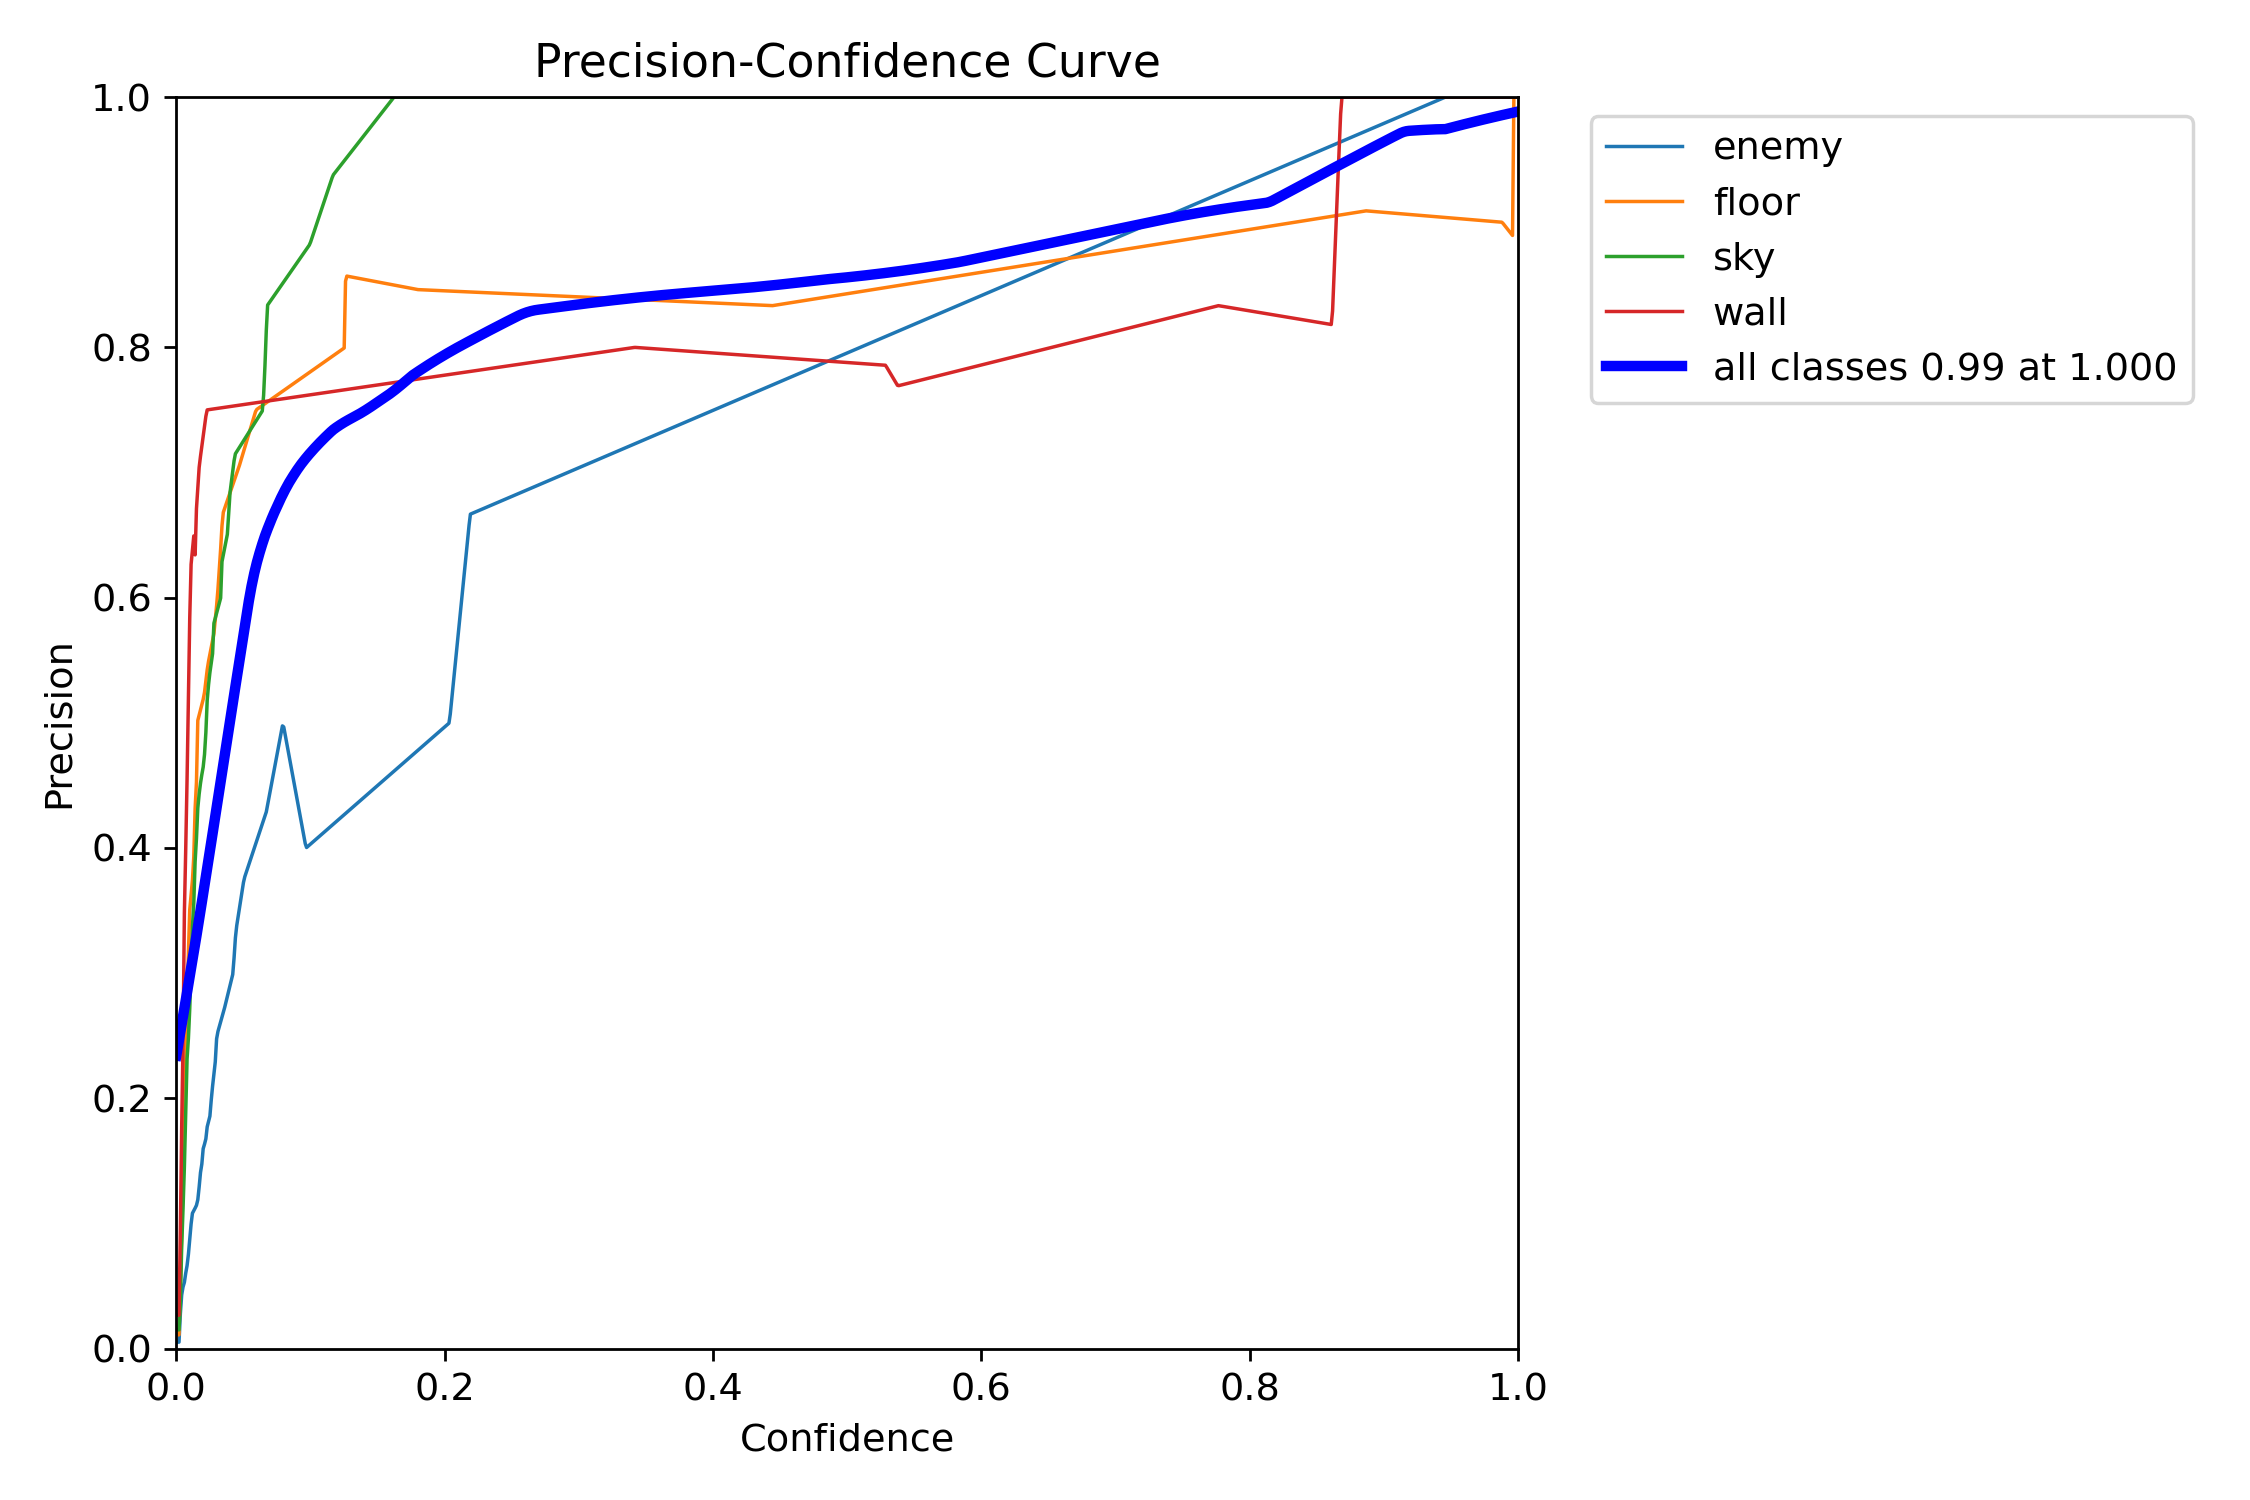 Precision-Confidence Curve
1.0
0.8
0.6
0.4
0.2
0.0
Precision
0.0 0.2 0.4 0.6 0.8 1.0
Confidence
enemy
floor
sky
wall
all classes 0.99 at 1.000